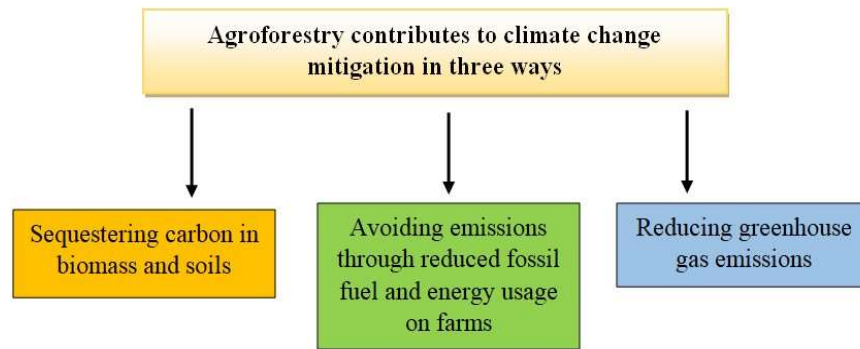 Agroforestry contributes to climate change
mitigation in three ways
Sequestering carbon in
biomass and soils
Avoiding emissions
through reduced fossil
fuel and energy usage
on farms
Reducing greenhouse
gas emissions